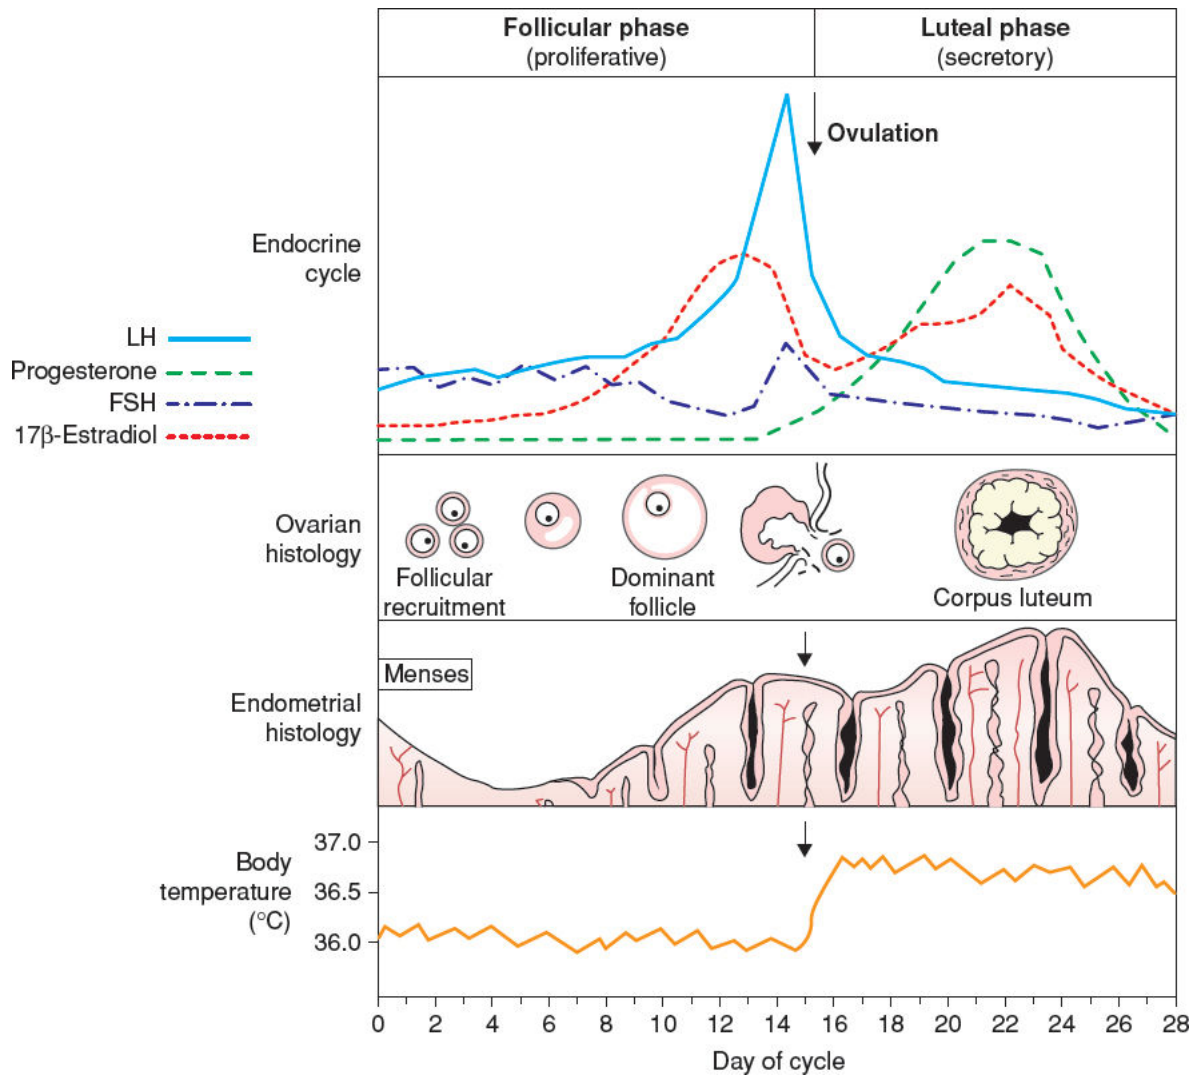 Follicular phase
(proliferative)
Luteal phase
(secretory)
Ovulation
Endocrine
cycle
LH
Progesterone
FSH
17β-Estradiol
Ovarian
histology
Follicular
recruitment
Dominant
follicle
Corpus luteum
Menses
Endometrial
histology
Body
temperature
(°C)
37.0
36.5
36.0
0 2 4 6 8 10 12 14 16 18 20 22 24 26 28
Day of cycle